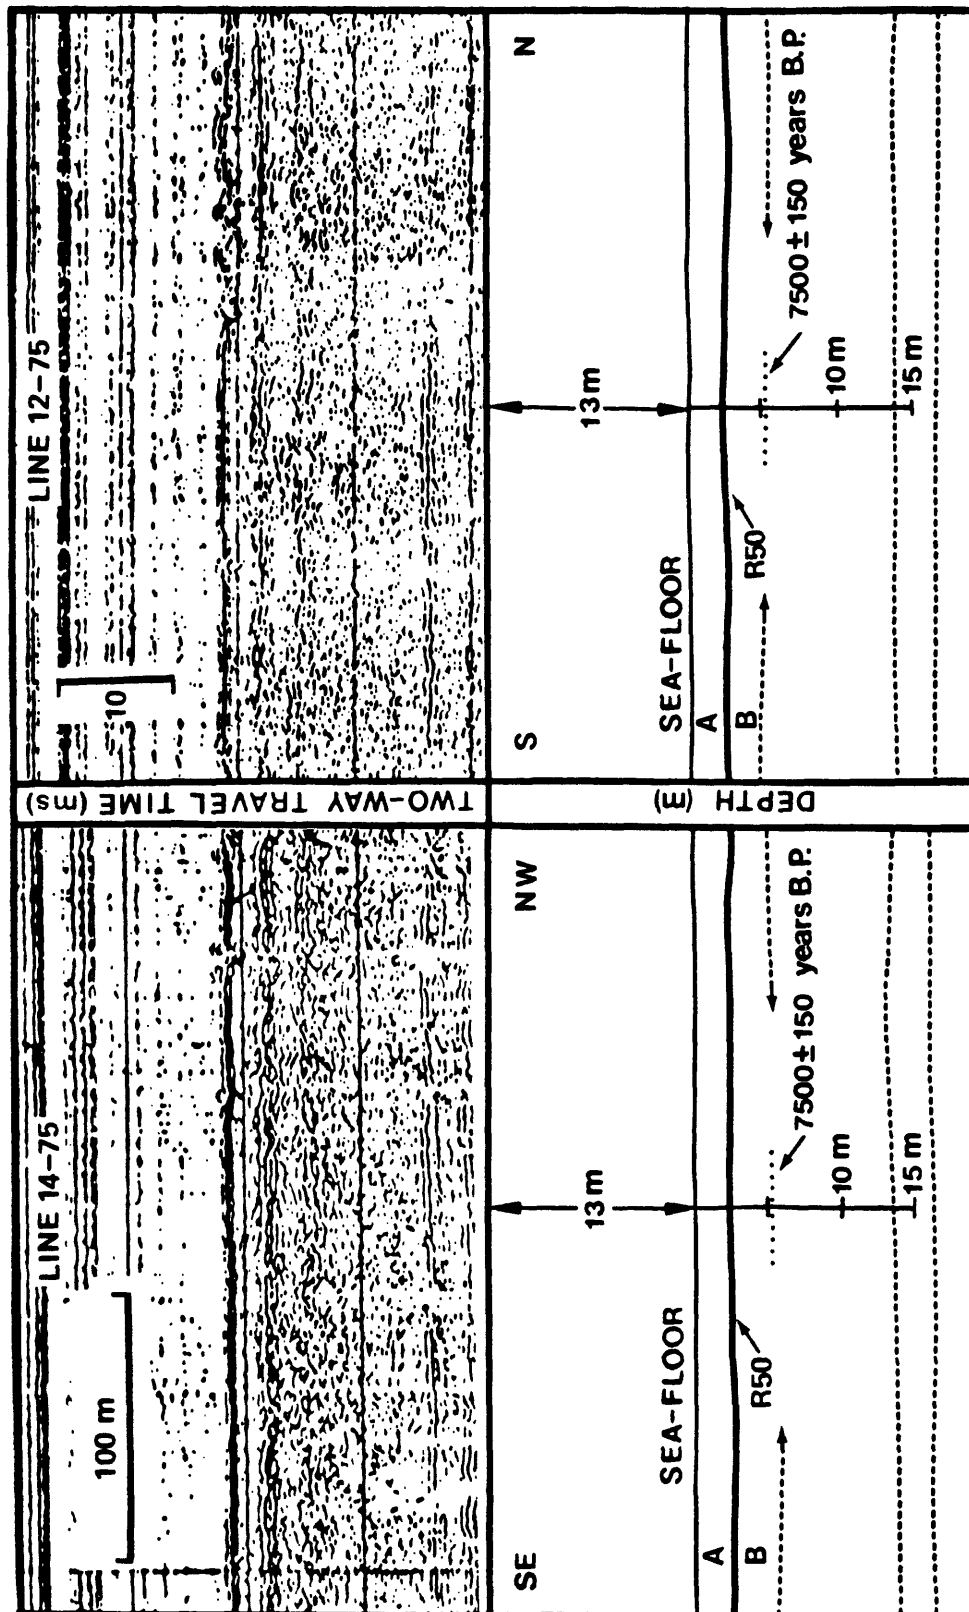 LINE 14-75
100 m
TWO-WAY TRAVEL TIME (ms)
LINE 12-75
10
SE
NW
13 m
SEA-FLOOR
A
B
R50
7500±150 years B.P.
10 m
15 m
DEPTH (m)
S
N
13 m
SEA-FLOOR
A
B
R50
7500±150 years B.P.
10 m
15 m